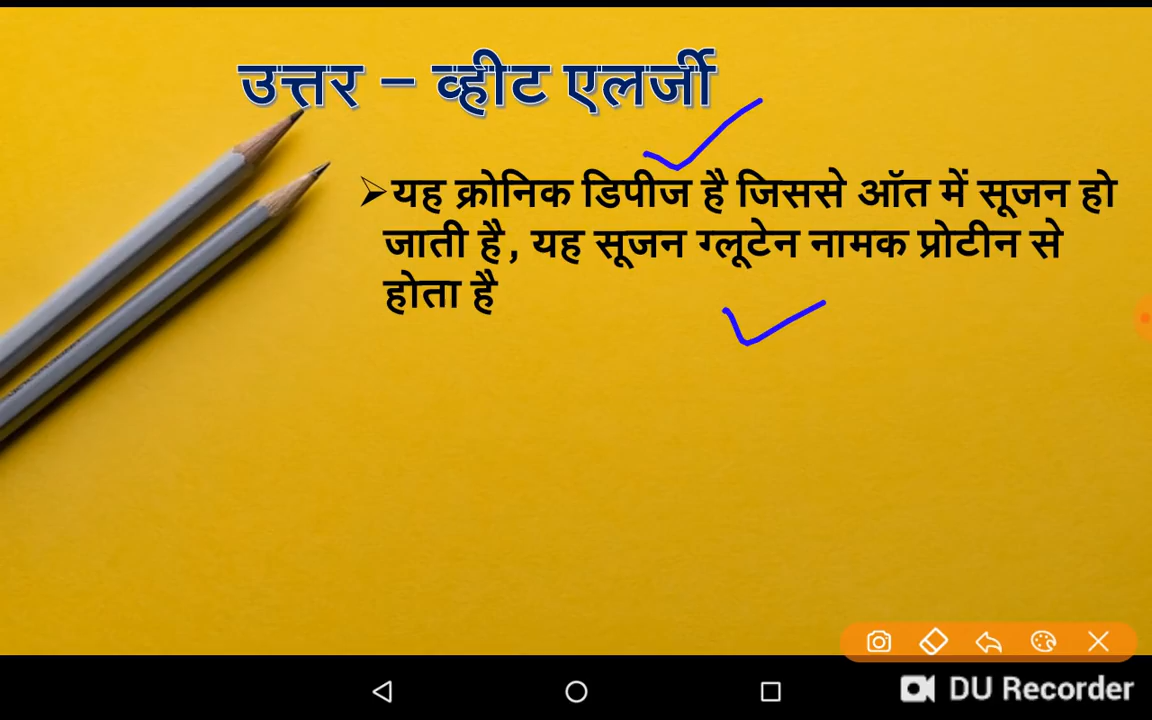 उत्तर – व्हीट एलर्जी
➢यह क्रोनिक डिपीज है जिससे ऑत में सूजन हो
जाती है, यह सूजन ग्लूटेन नामक प्रोटीन से
होता है
DU Recorder